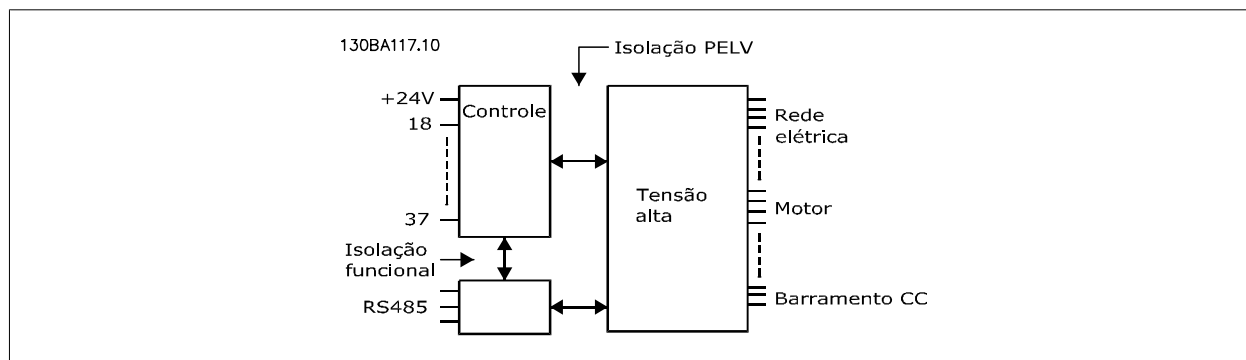 130BA117.10
Isolação PELV
+24V
Controle
18
37
Rede
elétrica
Tensão
alta
Motor
Isolação
funcional
RS485
Barramento CC